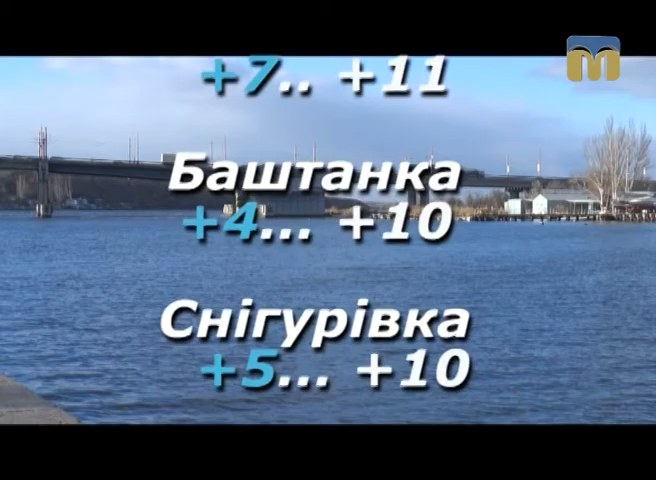 +7.. +11
Баштанка
+4... +10
Снігурівка
+5... +10
M